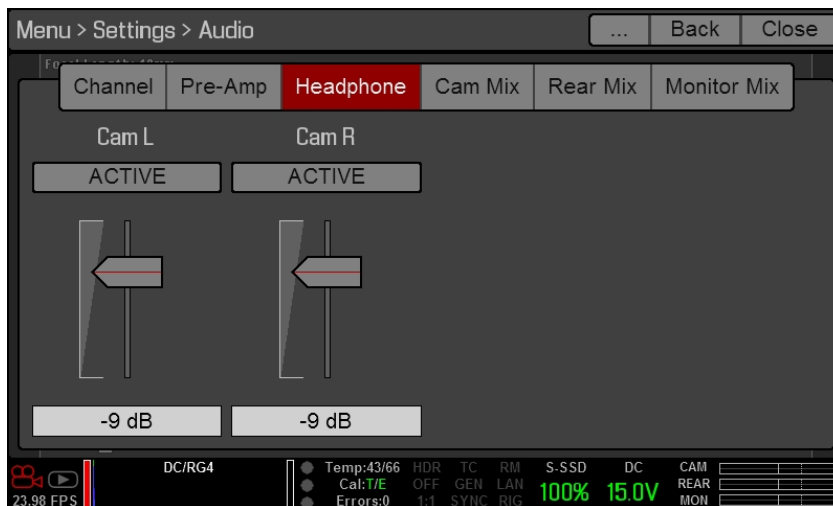 Menu > Settings > Audio ... Back Close
Channel Pre-Amp Headphone Cam Mix Rear Mix Monitor Mix
Cam L Cam R
ACTIVE ACTIVE
-9 dB -9 dB
DC/RG4 Temp:43/66 HDR TC RM S-SSD DC CAM
Cal:T/E OFF GEN LAN 100% 15.0V REAR
23.98 FPS Errors:0 1:1 SYNC RIG MON